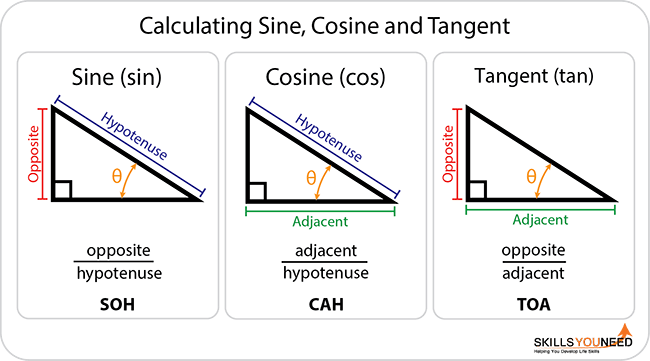 Calculating Sine, Cosine and Tangent
Sine (sin)
Opposite
Hypotenuse
θ
opposite
hypotenuse
SOH
Cosine (cos)
Hypotenuse
θ
Adjacent
adjacent
hypotenuse
CAH
Tangent (tan)
Opposite
θ
Adjacent
opposite
adjacent
TOA
SKILLSYOUNEED
Helping You Develop Life Skills